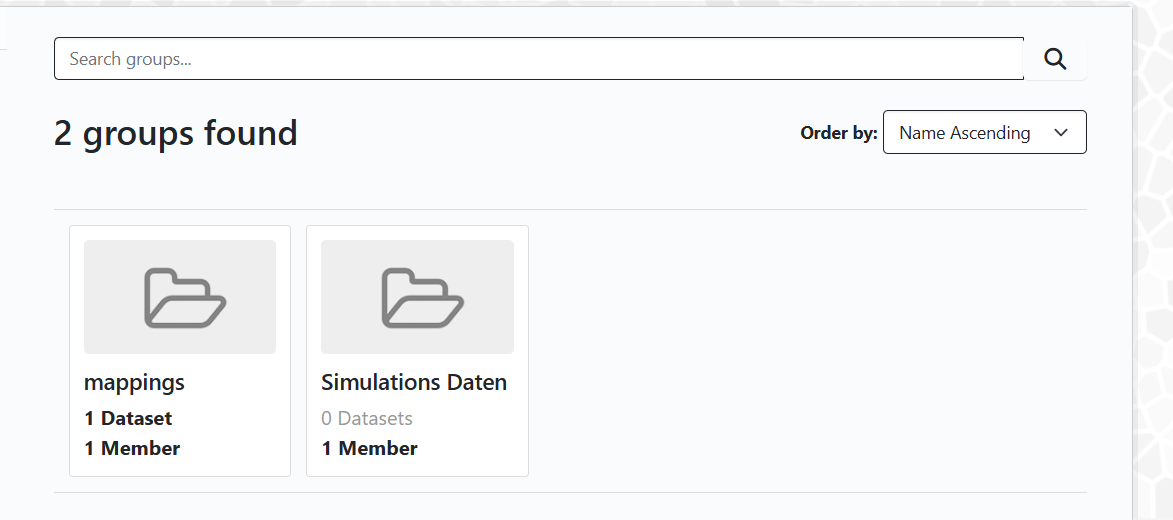 Search groups...
2 groups found
Order by: Name Ascending
mappings
1 Dataset
1 Member
Simulations Daten
0 Datasets
1 Member